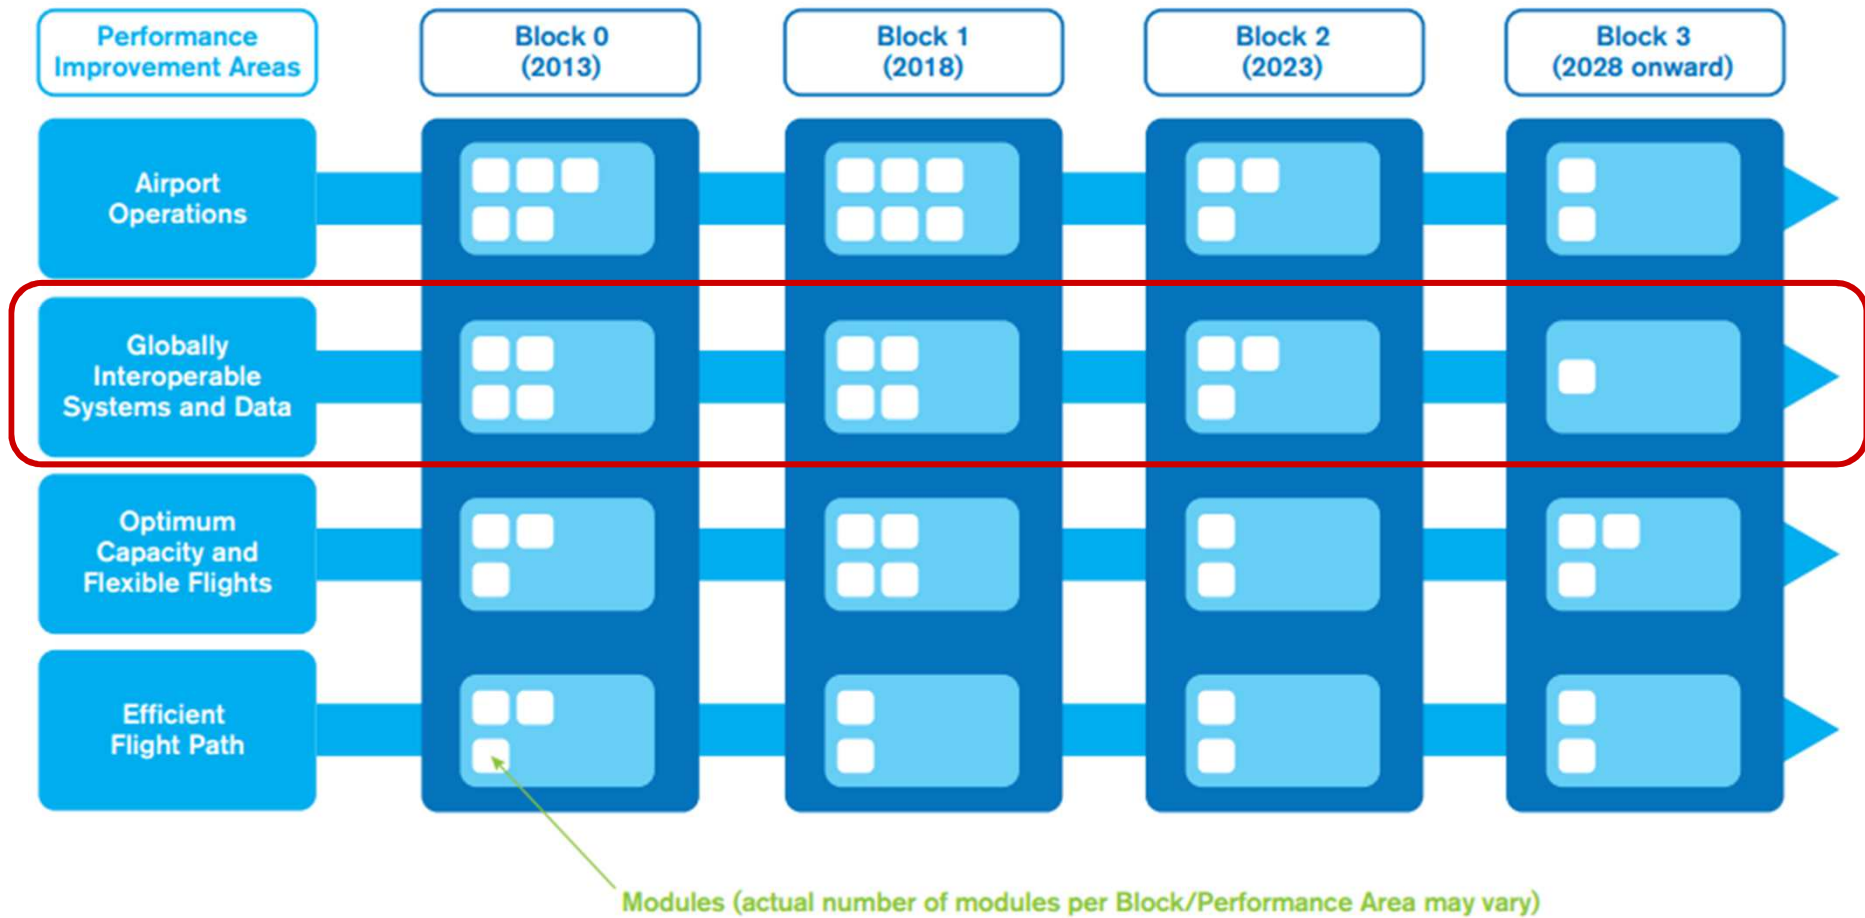 Performance
Improvement Areas
Block 0
(2013)
Block 1
(2018)
Block 2
(2023)
Block 3
(2028 onward)
Airport
Operations
Globally
Interoperable
Systems and Data
Optimum
Capacity and
Flexible Flights
Efficient
Flight Path
Modules (actual number of modules per Block/Performance Area may vary)